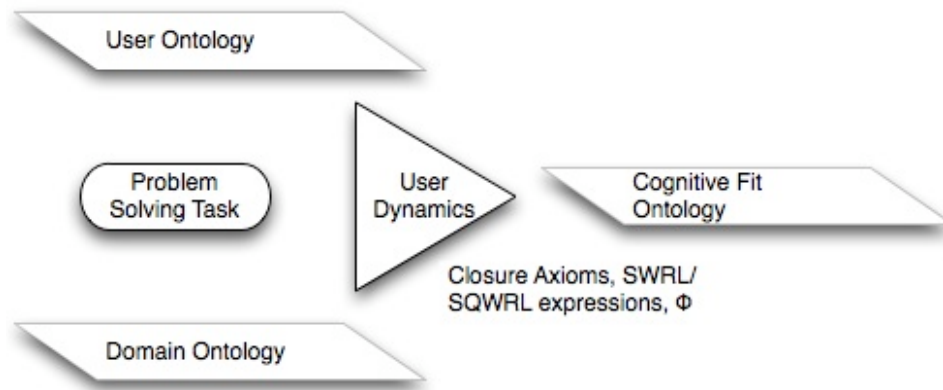 User Ontology
Problem
Solving Task
User
Dynamics
Cognitive Fit
Ontology
Closure Axioms, SWRL/
SQWRL expressions, Φ
Domain Ontology